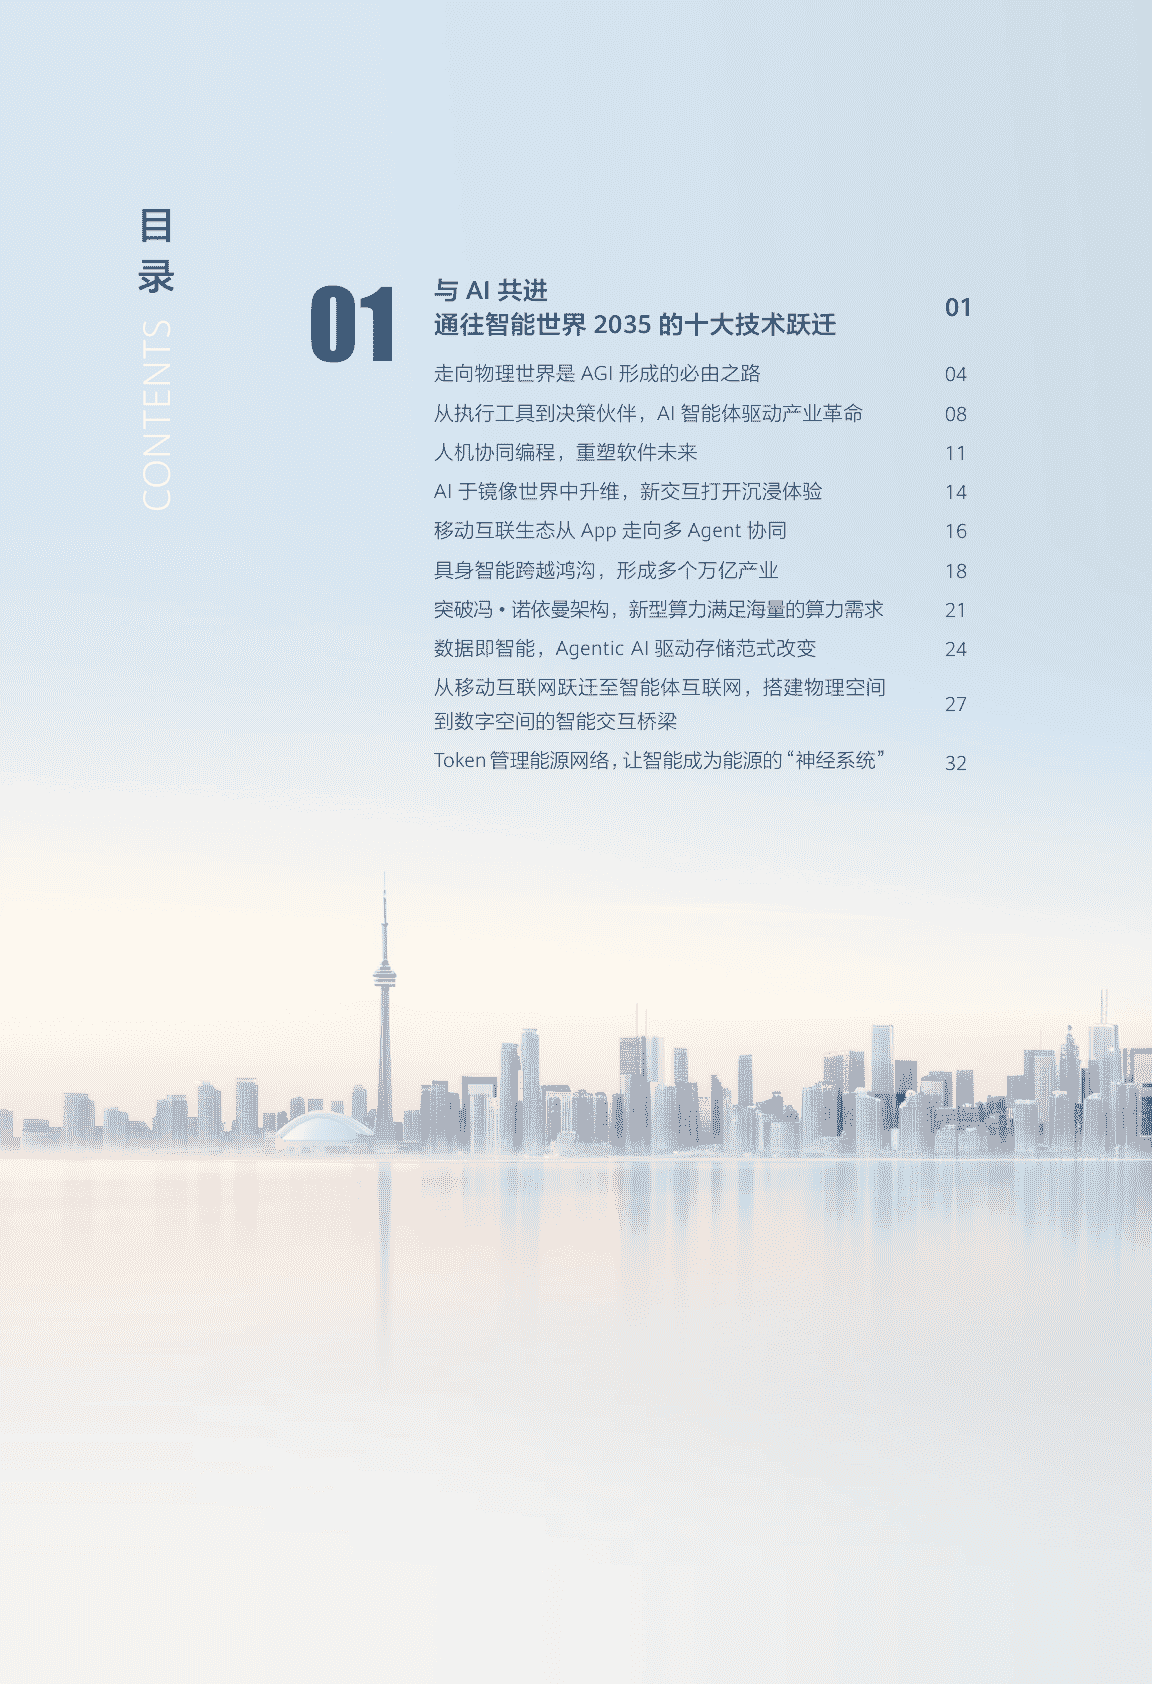 目
录
CONTENTS
01
与 AI 共进
通往智能世界 2035 的十大技术跃迁
01
走向物理世界是 AGI 形成的必由之路
04
从执行工具到决策伙伴，AI 智能体驱动产业革命
08
人机协同编程，重塑软件未来
11
AI 于镜像世界中升维，新交互打开沉浸体验
14
移动互联生态从 App 走向多 Agent 协同
16
具身智能跨越鸿沟，形成多个万亿产业
18
突破冯•诺依曼架构，新型算力满足海量的算力需求
21
数据即智能，Agentic AI 驱动存储范式改变
24
从移动互联网跃迁至智能体互联网，搭建物理空间
到数字空间的智能交互桥梁
27
Token 管理能源网络，让智能成为能源的“神经系统”
32